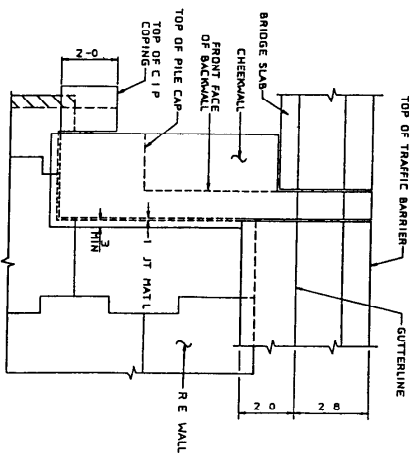 TOP OF TRAFFIC BARRIER
GUTTERLINE
BRIDGE SLAB
CHEEKWALL
FRONT FACE
OF BACKWALL
TOP OF PILE CAP
TOP OF CIP
COPING
2-0
2 0
2 8
3
MIN
1 JT MATL
R E WALL